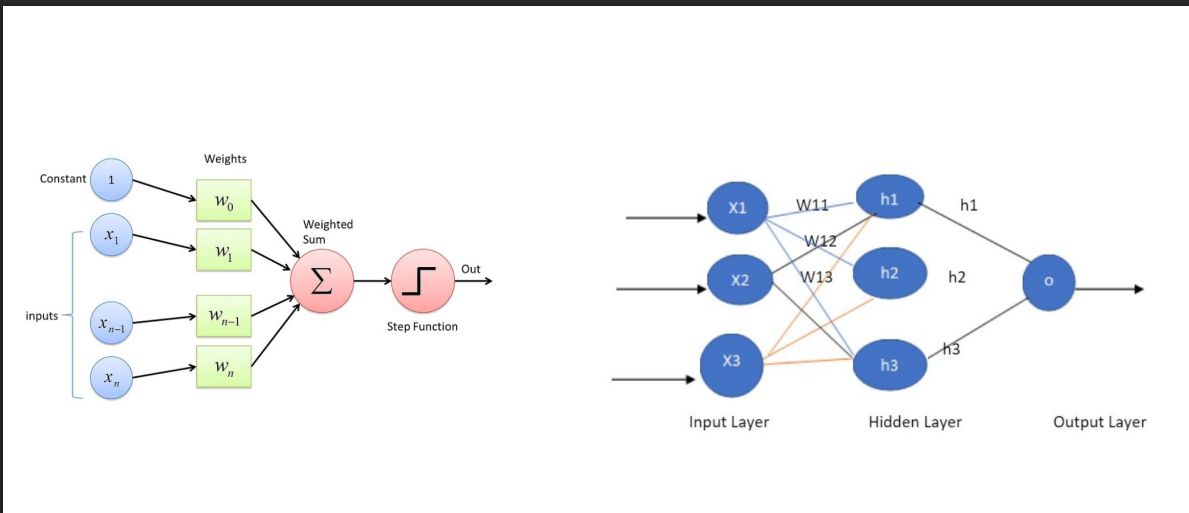 Weights
Constant
1
w0
x1
w1
Weighted
Sum
Σ
Out
inputs
xn−1
wn−1
Step Function
xn
wn
X1
W11
h1
h1
W12
X2
W13
h2
h2
o
X3
h3
h3
Input Layer
Hidden Layer
Output Layer